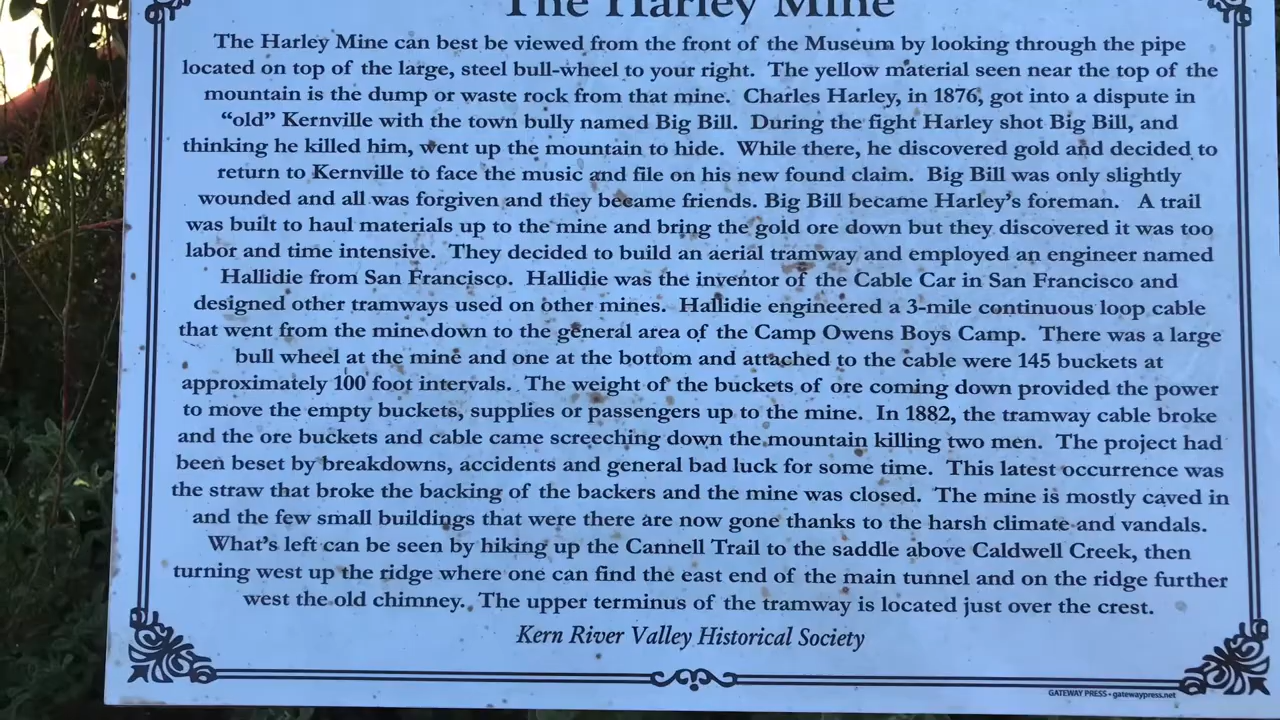 The Harley Mine
The Harley Mine can best be viewed from the front of the Museum by looking through the pipe
located on top of the large, steel bull-wheel to your right. The yellow material seen near the top of the
mountain is the dump or waste rock from that mine. Charles Harley, in 1876, got into a dispute in
“old” Kernville with the town bully named Big Bill. During the fight Harley shot Big Bill, and
thinking he killed him, went up the mountain to hide. While there, he discovered gold and decided to
return to Kernville to face the music and file on his new found claim. Big Bill was only slightly
wounded and all was forgiven and they became friends. Big Bill became Harley’s foreman. A trail
was built to haul materials up to the mine and bring the gold ore down but they discovered it was too
labor and time intensive. They decided to build an aerial tramway and employed an engineer named
Hallidie from San Francisco. Hallidie was the inventor of the Cable Car in San Francisco and
designed other tramways used on other mines. Hallidie engineered a 3-mile continuous loop cable
that went from the mine down to the general area of the Camp Owens Boys Camp. There was a large
bull wheel at the mine and one at the bottom and attached to the cable were 145 buckets at
approximately 100 foot intervals. The weight of the buckets of ore coming down provided the power
to move the empty buckets, supplies or passengers up to the mine. In 1882, the tramway cable broke
and the ore buckets and cable came screeching down the mountain killing two men. The project had
been beset by breakdowns, accidents and general bad luck for some time. This latest occurrence was
the straw that broke the backing of the backers and the mine was closed. The mine is mostly caved in
and the few small buildings that were there are now gone thanks to the harsh climate and vandals.
What’s left can be seen by hiking up the Cannell Trail to the saddle above Caldwell Creek, then
turning west up the ridge where one can find the east end of the main tunnel and on the ridge further
west the old chimney. The upper terminus of the tramway is located just over the crest.
Kern River Valley Historical Society
GATEWAY PRESS • gatewaypress.net